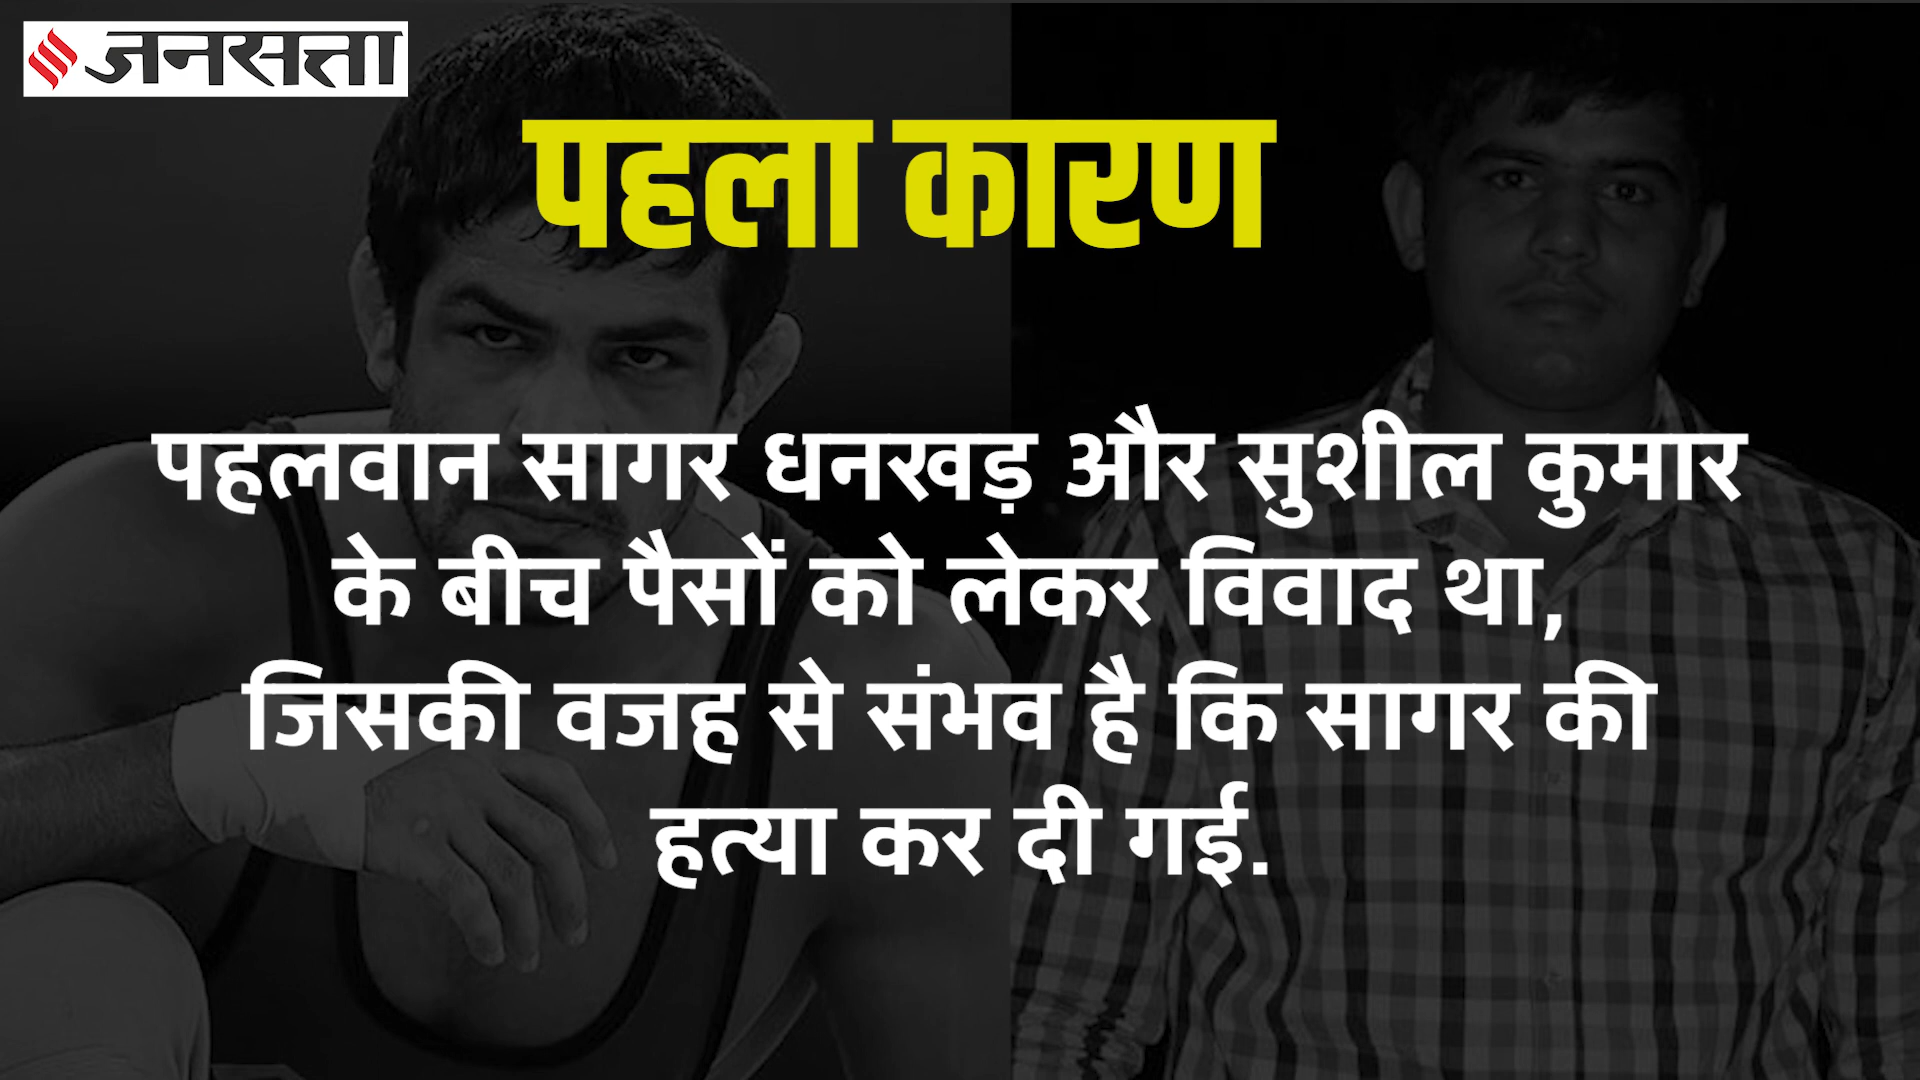 जनसत्ता
पहला कारण
पहलवान सागर धनखड़ और सुशील कुमार
के बीच पैसों को लेकर विवाद था,
जिसकी वजह से संभव है कि सागर की
हत्या कर दी गई.